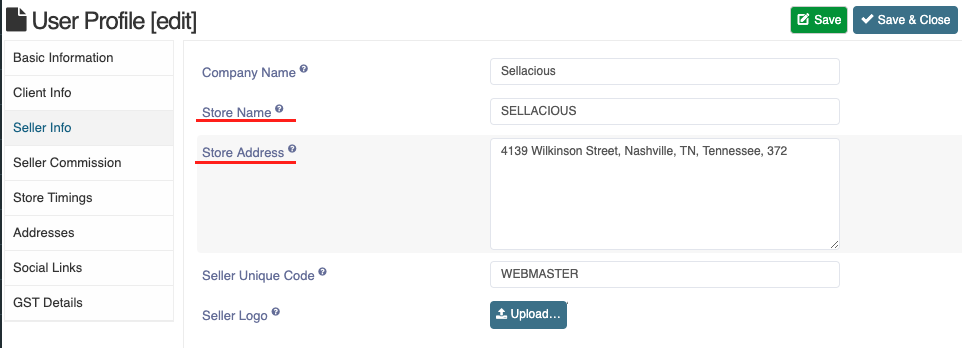 User Profile [edit]
Save
Save & Close
Basic Information
Client Info
Seller Info
Seller Commission
Store Timings
Addresses
Social Links
GST Details
Company Name ?
Sellacious
Store Name ?
SELLACIOUS
Store Address ?
4139 Wilkinson Street, Nashville, TN, Tennessee, 372
Seller Unique Code ?
WEBMASTER
Seller Logo ?
Upload...